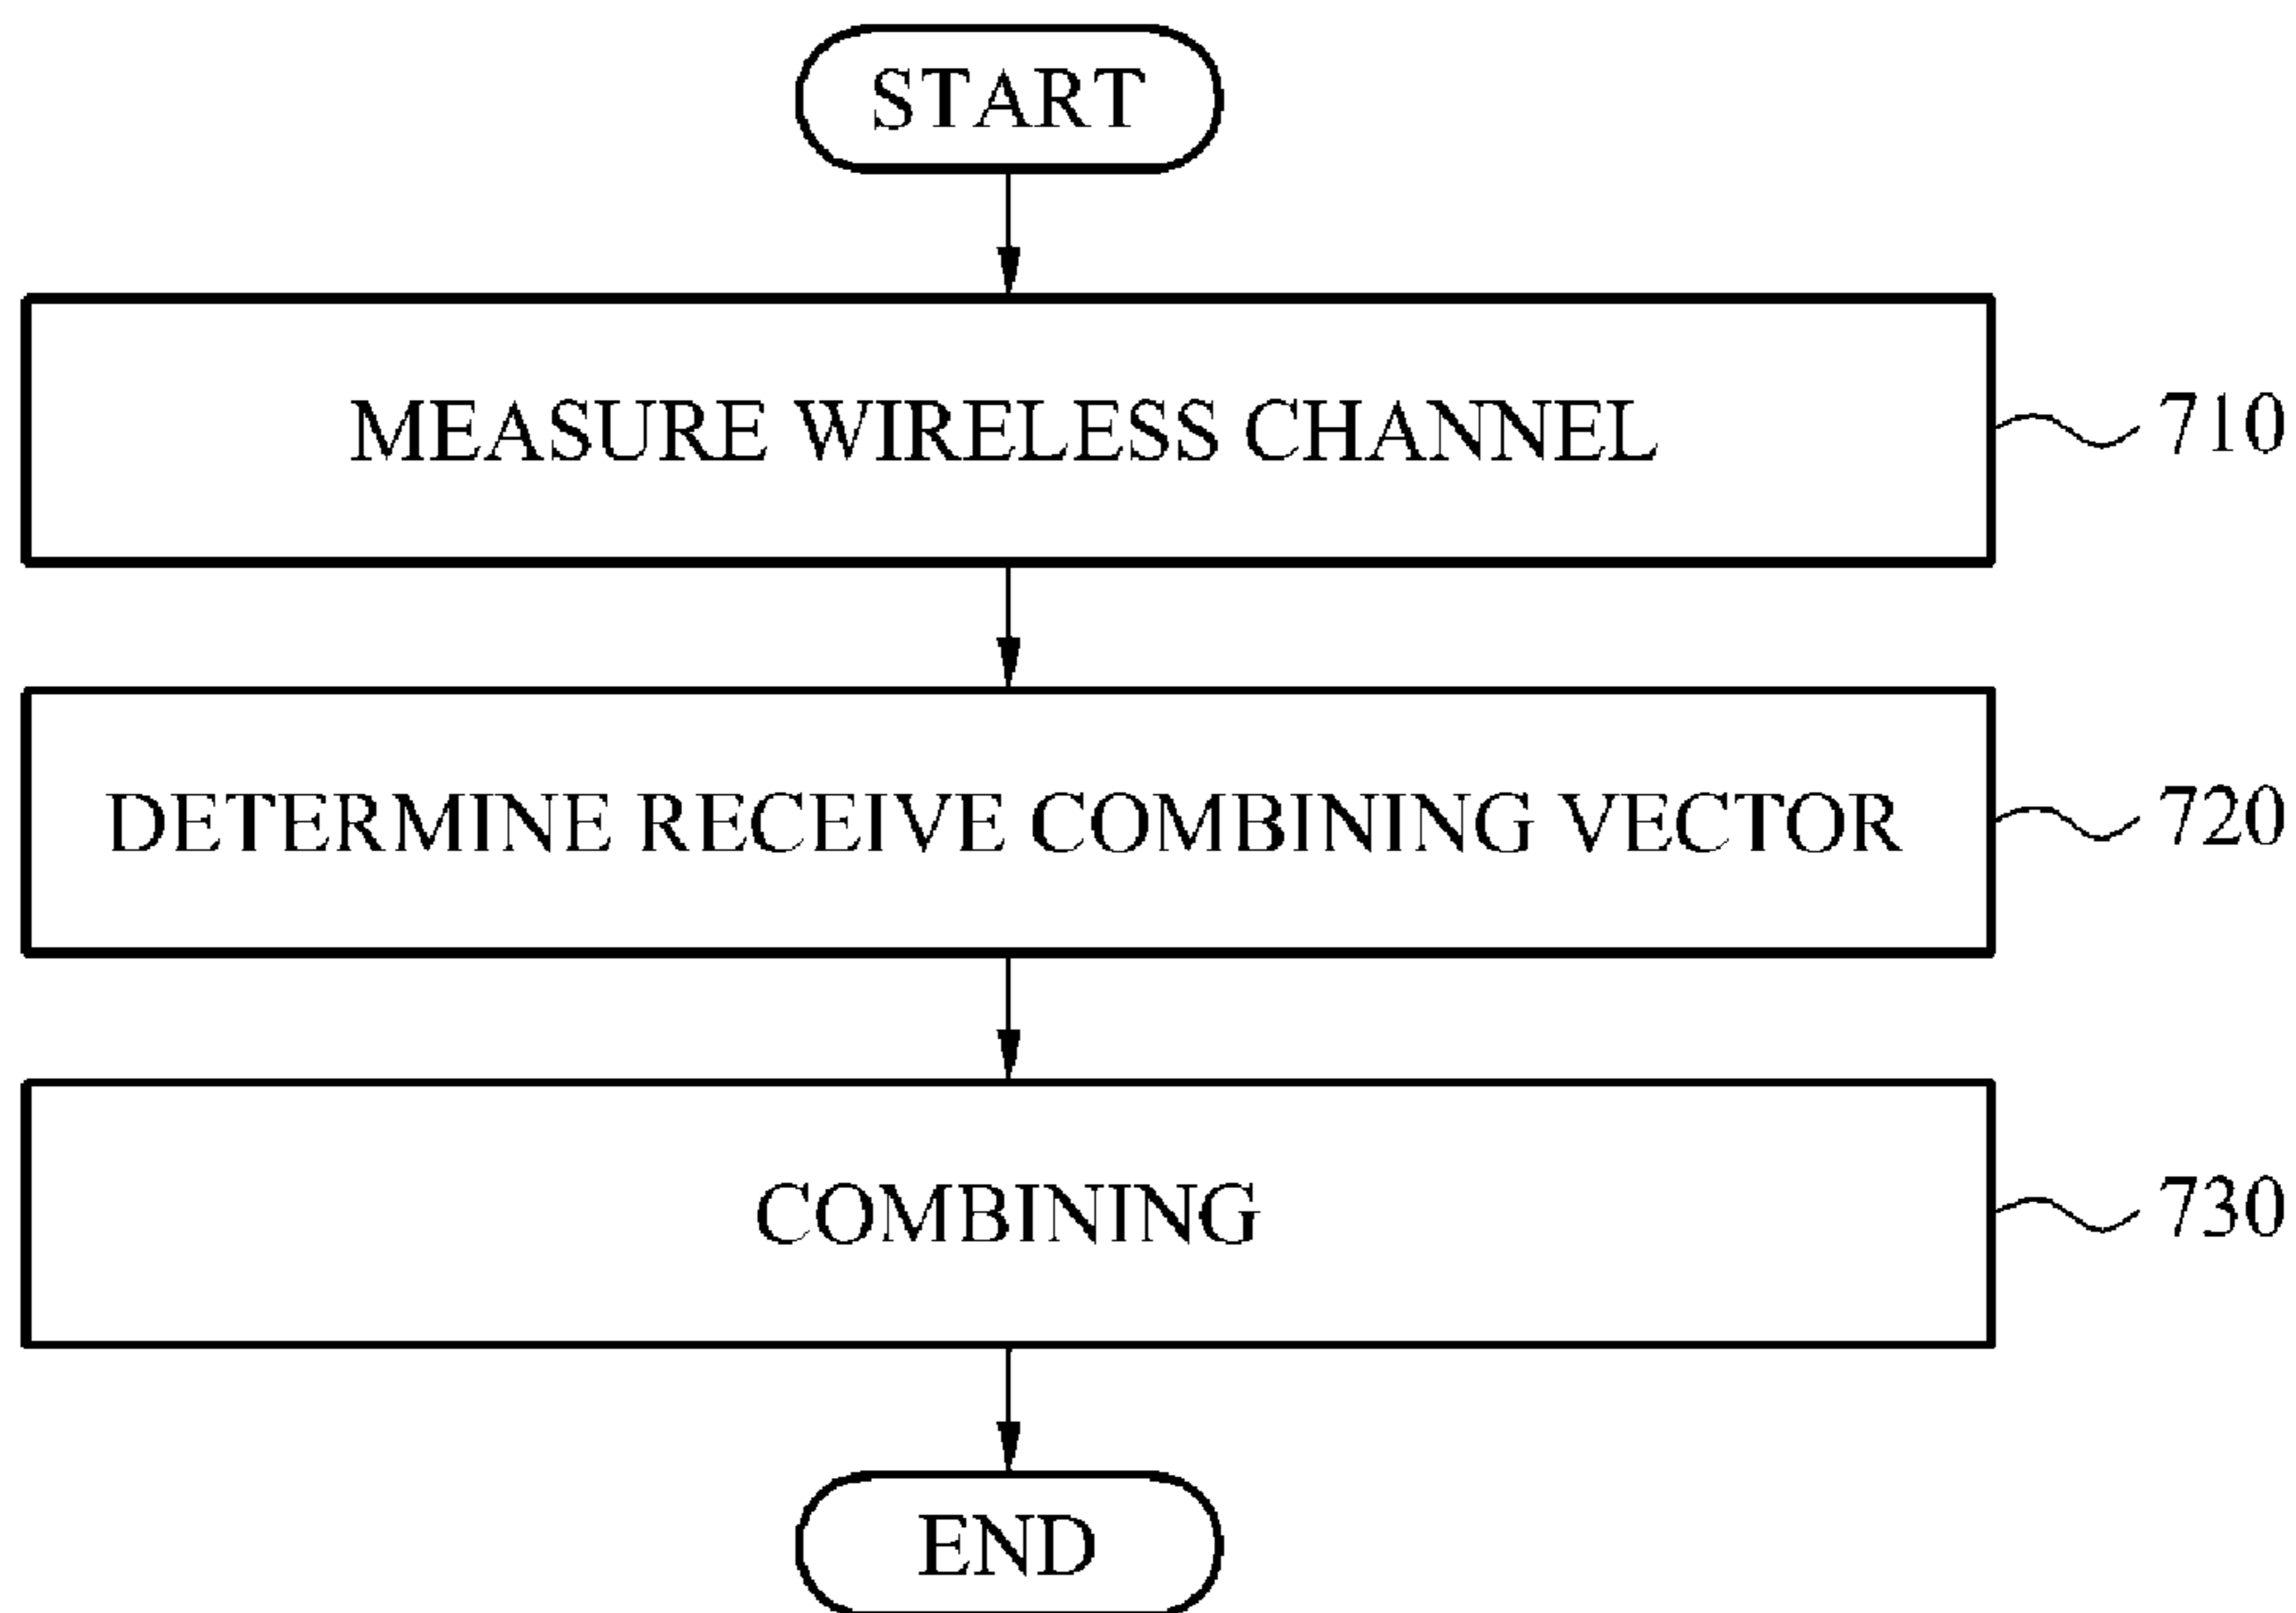 START
MEASURE WIRELESS CHANNEL
710
DETERMINE RECEIVE COMBINING VECTOR
720
COMBINING
730
END